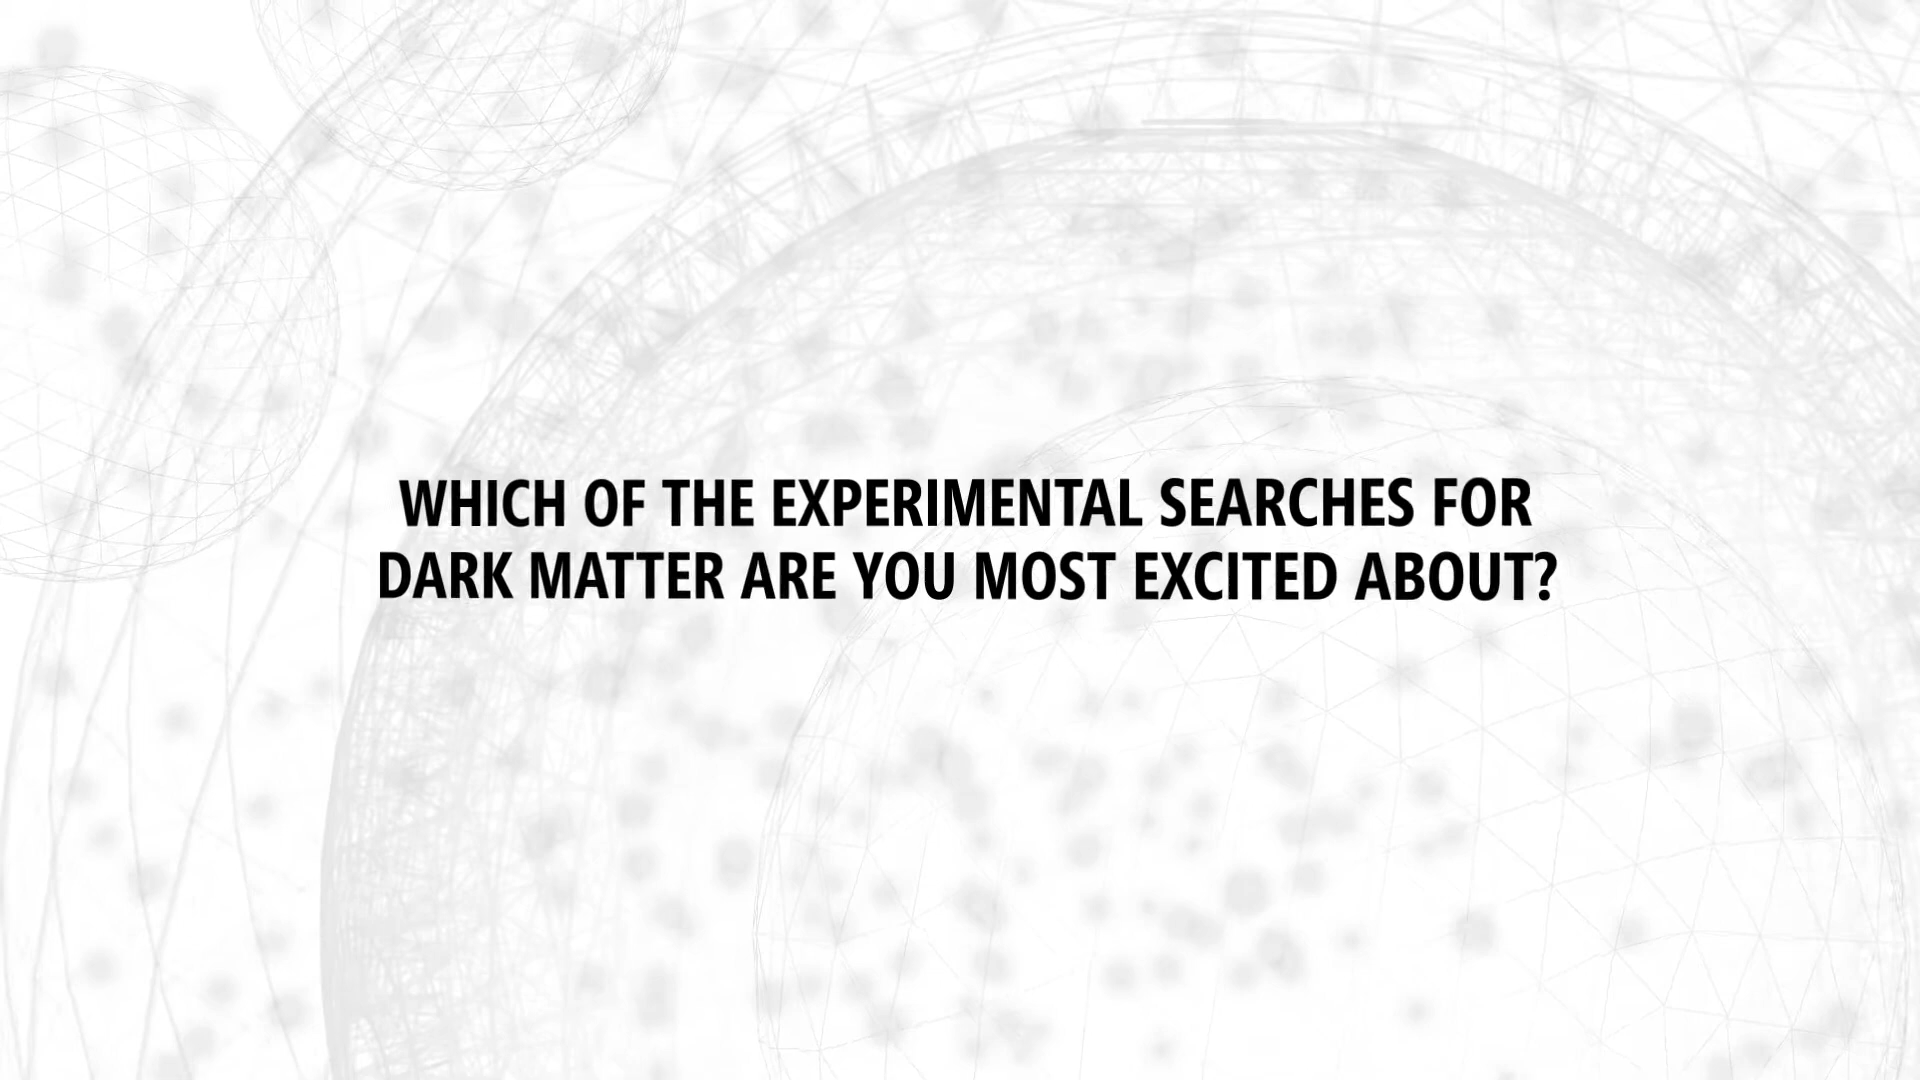 WHICH OF THE EXPERIMENTAL SEARCHES FOR
DARK MATTER ARE YOU MOST EXCITED ABOUT?